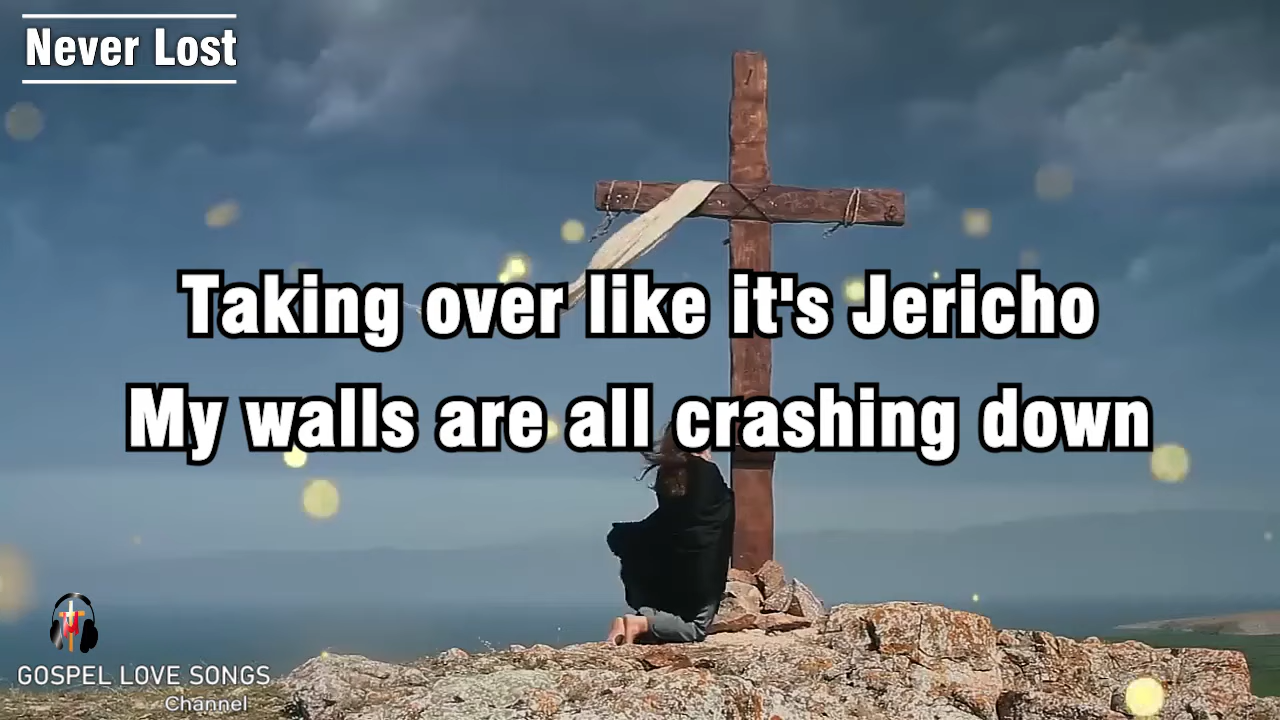 Never Lost
Taking over like it's Jericho
My walls are all crashing down
GOSPEL LOVE SONGS
Channel